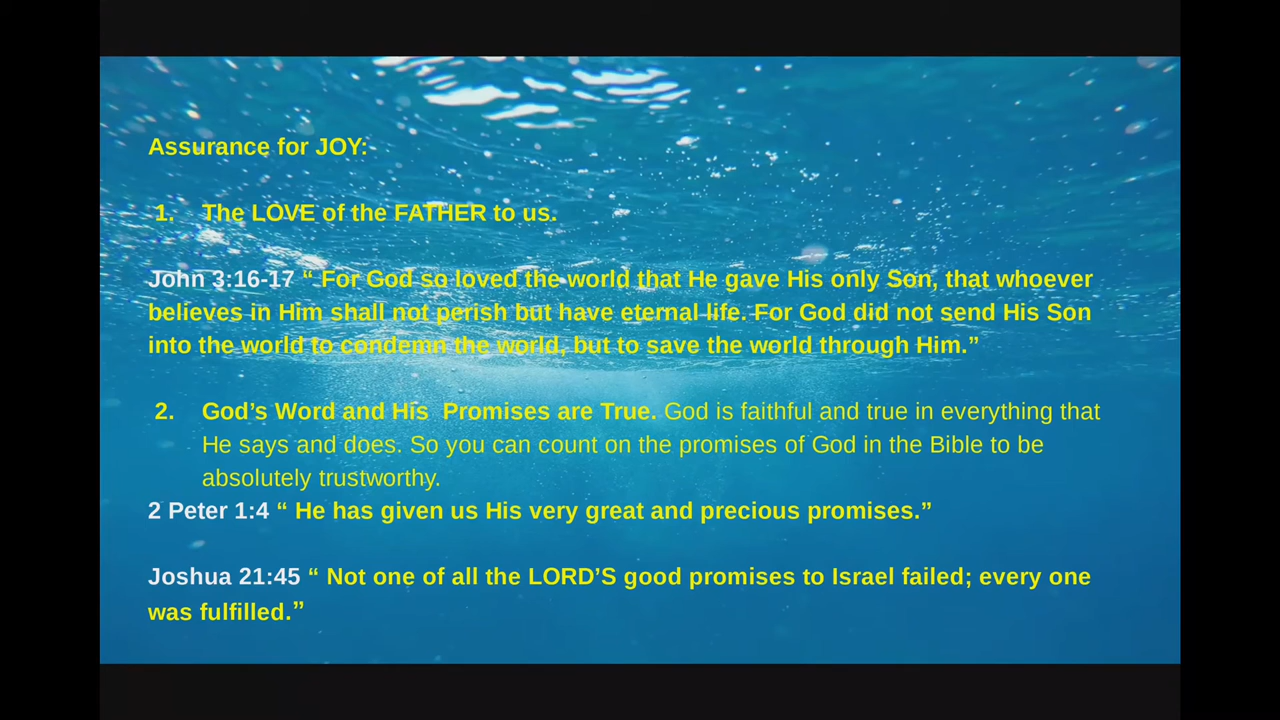 Assurance for JOY:
1. The LOVE of the FATHER to us.
John 3:16-17 “ For God so loved the world that He gave His only Son, that whoever
believes in Him shall not perish but have eternal life. For God did not send His Son
into the world to condemn the world, but to save the world through Him.”
2. God’s Word and His  Promises are True. God is faithful and true in everything that
He says and does. So you can count on the promises of God in the Bible to be
absolutely trustworthy.
2 Peter 1:4 “ He has given us His very great and precious promises.”
Joshua 21:45 “ Not one of all the LORD’S good promises to Israel failed; every one
was fulfilled.”